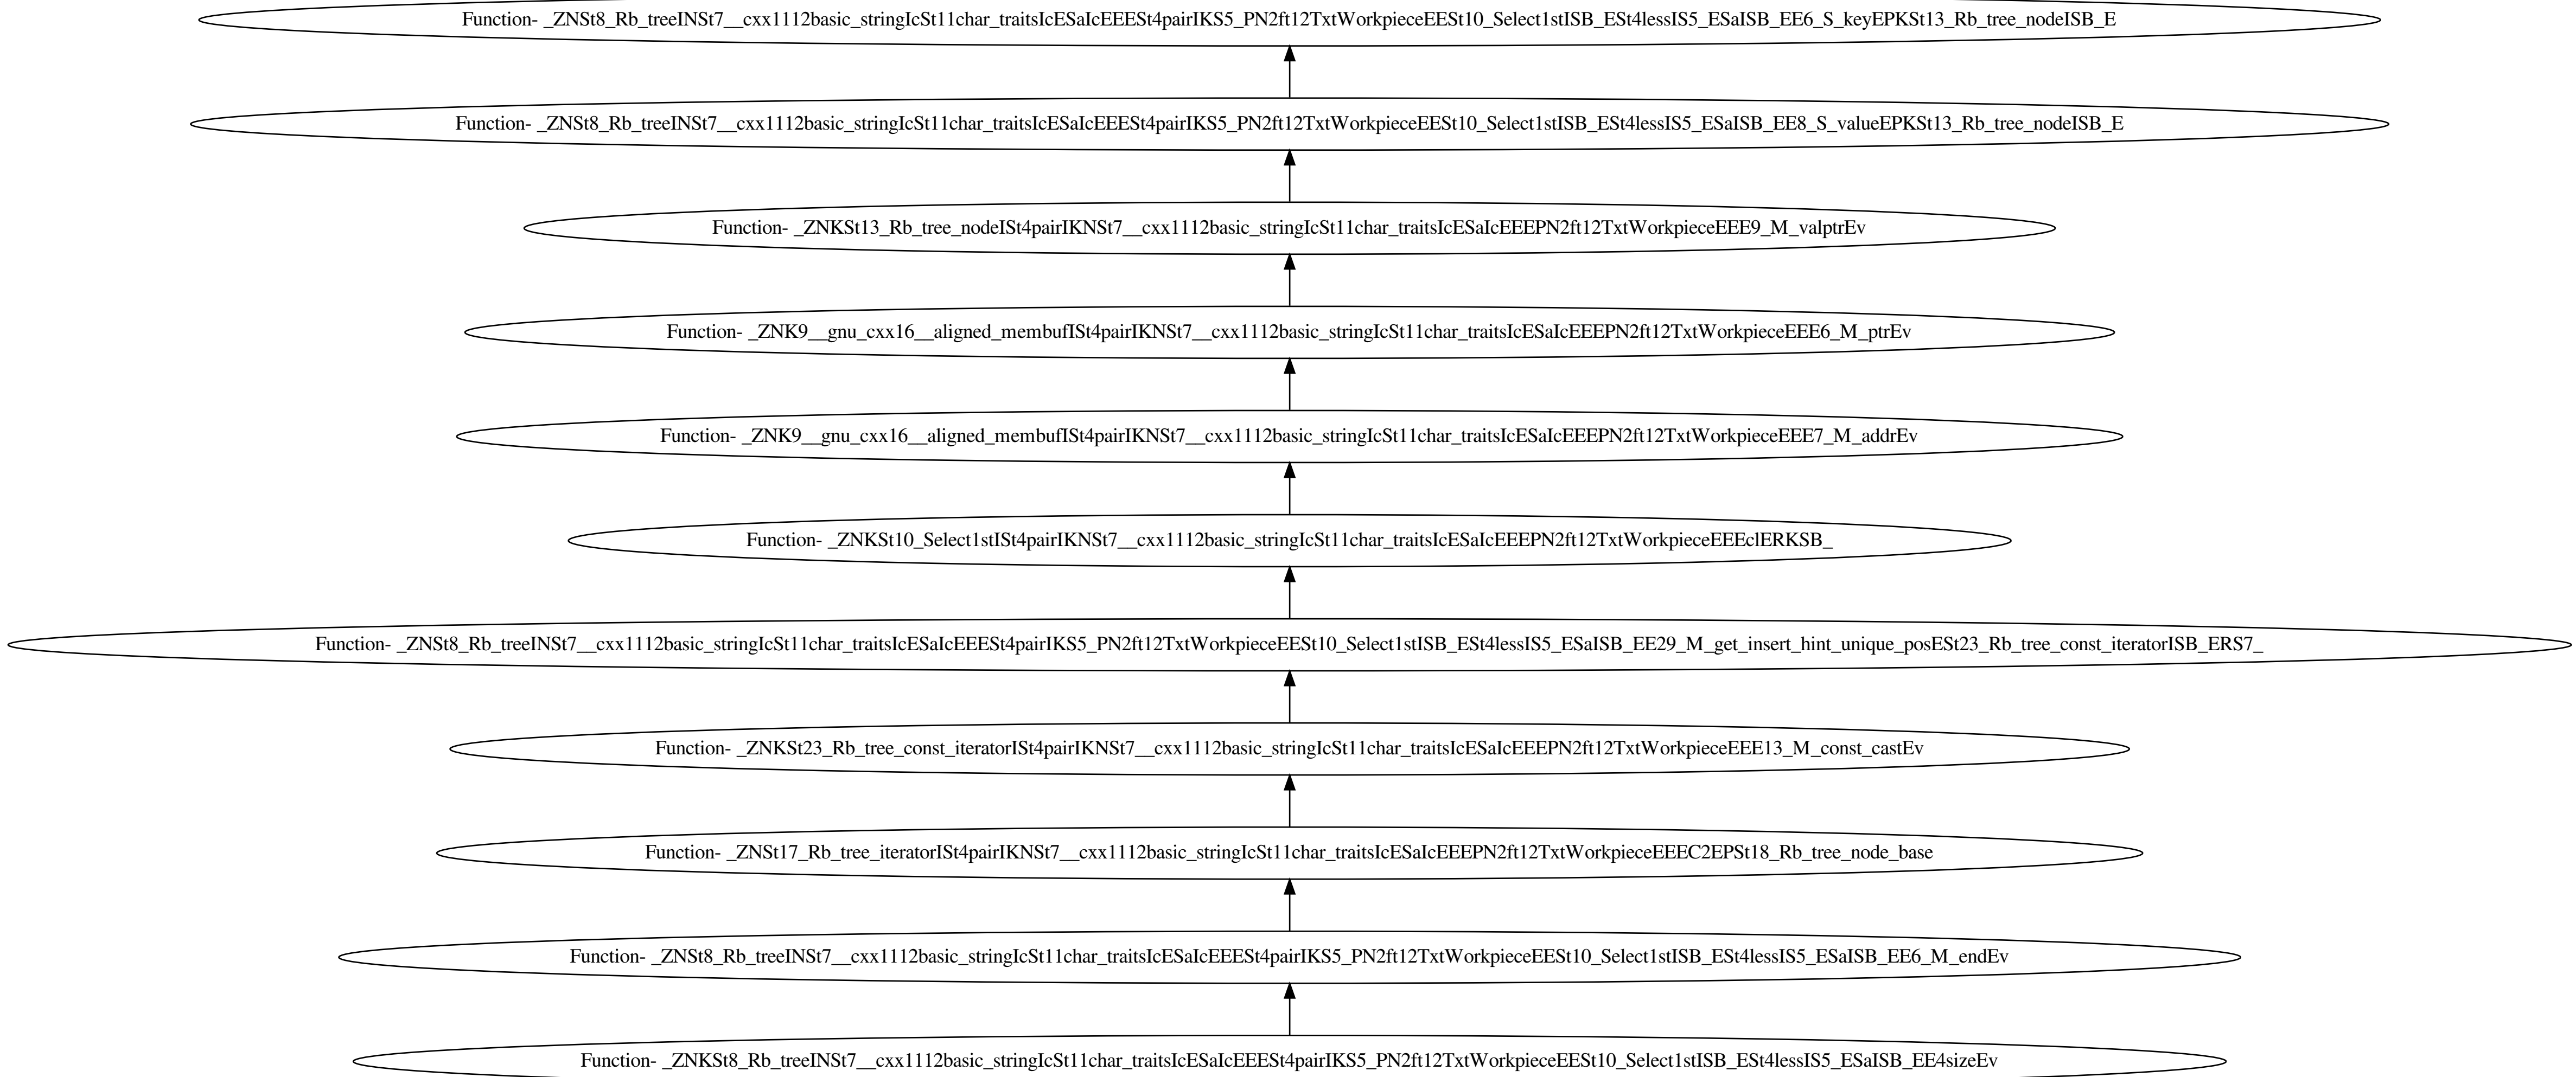 Function- _ZNSt8_Rb_treeINSt7__cxx1112basic_stringIcSt11char_traitsIcESaIcEEESt4pairIKS5_PN2ft12TxtWorkpieceEESt10_Select1stISB_ESt4lessIS5_ESaISB_EE6_S_keyEPKSt13_Rb_tree_nodeISB_E
Function- _ZNSt8_Rb_treeINSt7__cxx1112basic_stringIcSt11char_traitsIcESaIcEEESt4pairIKS5_PN2ft12TxtWorkpieceEESt10_Select1stISB_ESt4lessIS5_ESaISB_EE8_S_valueEPKSt13_Rb_tree_nodeISB_E
Function- _ZNKSt13_Rb_tree_nodeISt4pairIKNSt7__cxx1112basic_stringIcSt11char_traitsIcESaIcEEEPN2ft12TxtWorkpieceEEE9_M_valptrEv
Function- _ZNK9__gnu_cxx16__aligned_membufISt4pairIKNSt7__cxx1112basic_stringIcSt11char_traitsIcESaIcEEEPN2ft12TxtWorkpieceEEE6_M_ptrEv
Function- _ZNK9__gnu_cxx16__aligned_membufISt4pairIKNSt7__cxx1112basic_stringIcSt11char_traitsIcESaIcEEEPN2ft12TxtWorkpieceEEE7_M_addrEv
Function- _ZNKSt10_Select1stISt4pairIKNSt7__cxx1112basic_stringIcSt11char_traitsIcESaIcEEEPN2ft12TxtWorkpieceEEEclERKSB_
Function- _ZNSt8_Rb_treeINSt7__cxx1112basic_stringIcSt11char_traitsIcESaIcEEESt4pairIKS5_PN2ft12TxtWorkpieceEESt10_Select1stISB_ESt4lessIS5_ESaISB_EE29_M_get_insert_hint_unique_posESt23_Rb_tree_const_iteratorISB_ERS7_
Function- _ZNKSt23_Rb_tree_const_iteratorISt4pairIKNSt7__cxx1112basic_stringIcSt11char_traitsIcESaIcEEEPN2ft12TxtWorkpieceEEE13_M_const_castEv
Function- _ZNSt17_Rb_tree_iteratorISt4pairIKNSt7__cxx1112basic_stringIcSt11char_traitsIcESaIcEEEPN2ft12TxtWorkpieceEEEC2EPSt18_Rb_tree_node_base
Function- _ZNSt8_Rb_treeINSt7__cxx1112basic_stringIcSt11char_traitsIcESaIcEEESt4pairIKS5_PN2ft12TxtWorkpieceEESt10_Select1stISB_ESt4lessIS5_ESaISB_EE6_M_endEv
Function- _ZNKSt8_Rb_treeINSt7__cxx1112basic_stringIcSt11char_traitsIcESaIcEEESt4pairIKS5_PN2ft12TxtWorkpieceEESt10_Select1stISB_ESt4lessIS5_ESaISB_EE4sizeEv